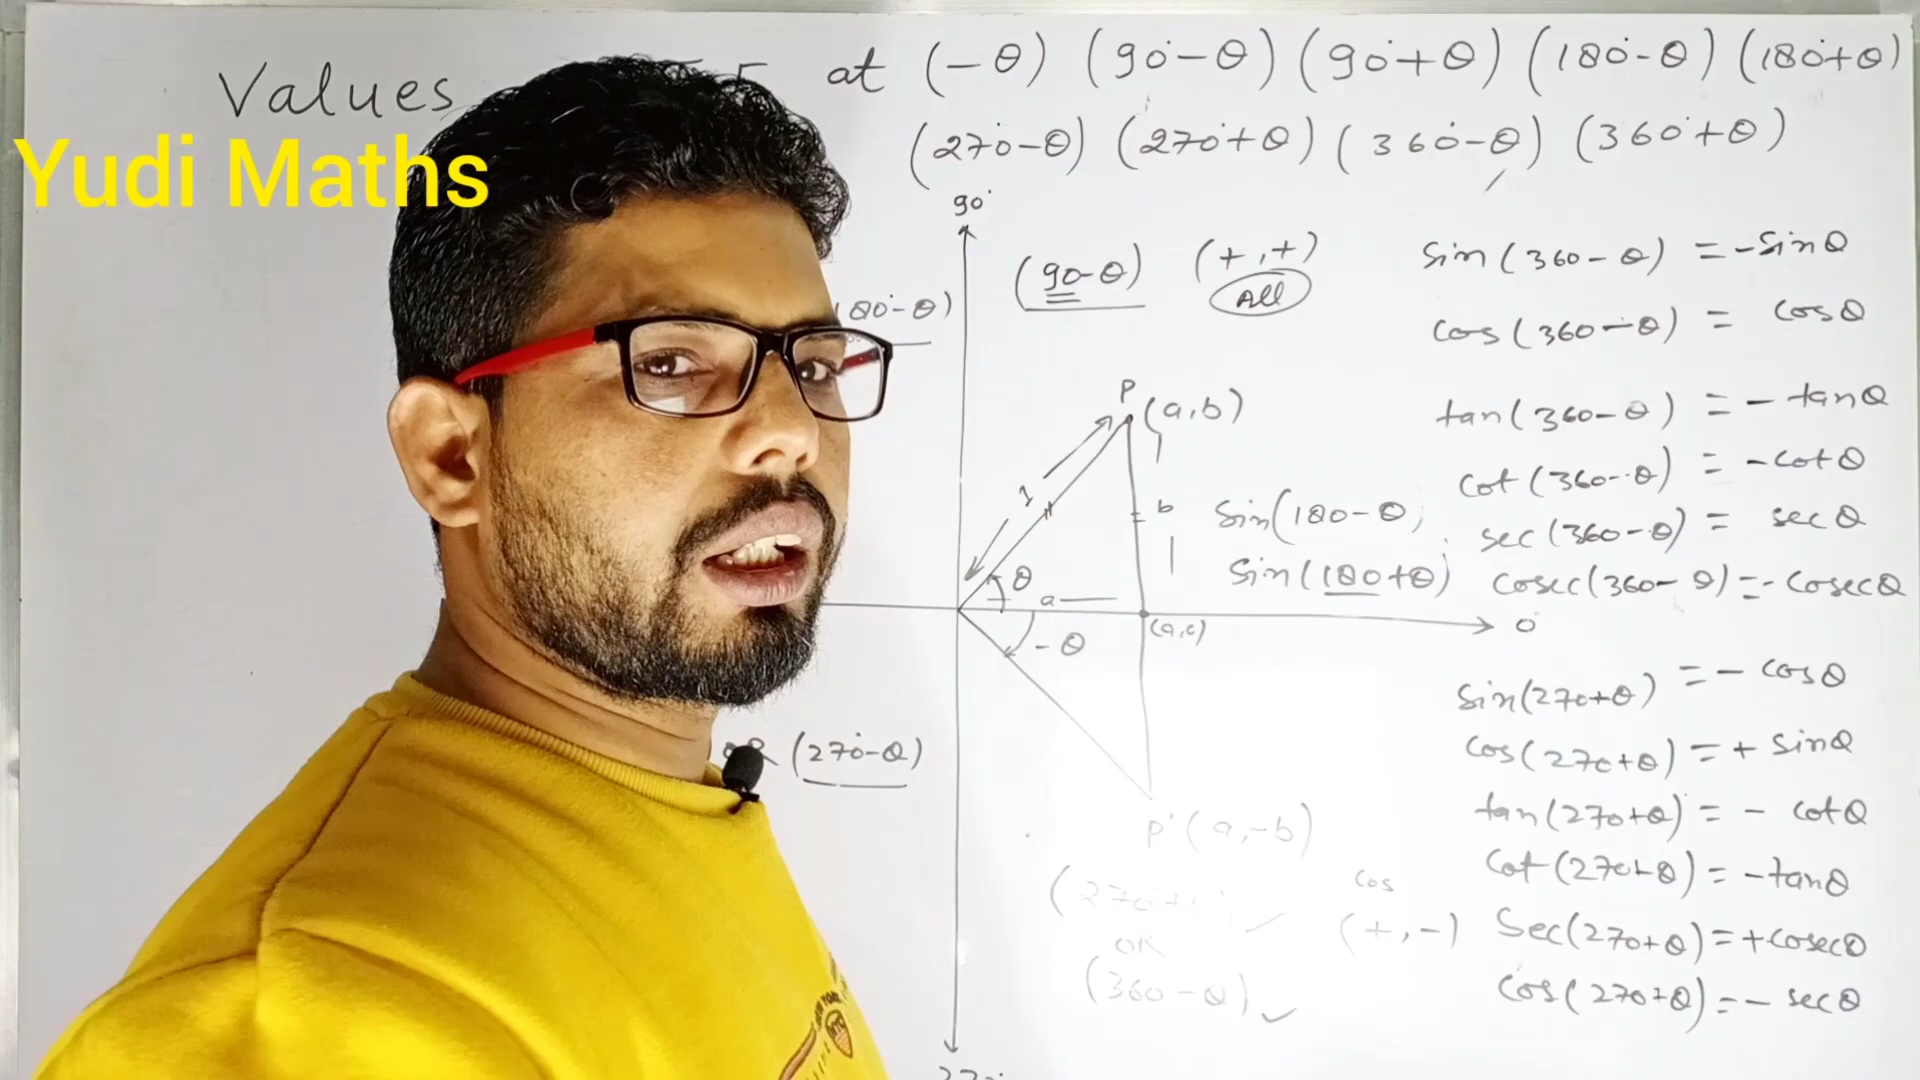 Values at (-θ) (90°-θ) (90°+θ) (180°-θ) (180°+θ)
(270°-θ) (270°+θ) (360°-θ) (360°+θ)
Yudi Maths
90°
(90-θ) (+,+)
All
180°-θ)
P (a,b)
1
b
θ
a
-θ
(a,o)
0°
sin(180-θ)
sin(180+θ)
sin(360-θ) = -sinθ
cos(360-θ) = cosθ
tan(360-θ) = - tanθ
cot(360-θ) = -cotθ
sec(360-θ) = secθ
cosec(360-θ) = - cosecθ
OR (270°-θ)
P'(a,-b)
(270°+
OR
(360-θ) ✓
cos
(+,-)
sin(270+θ) = - cosθ
cos(270+θ) = + sinθ
tan(270+θ) = - cotθ
cot(270+θ) = -tanθ
Sec(270+θ) = +cosecθ
cos(270+θ) = - secθ